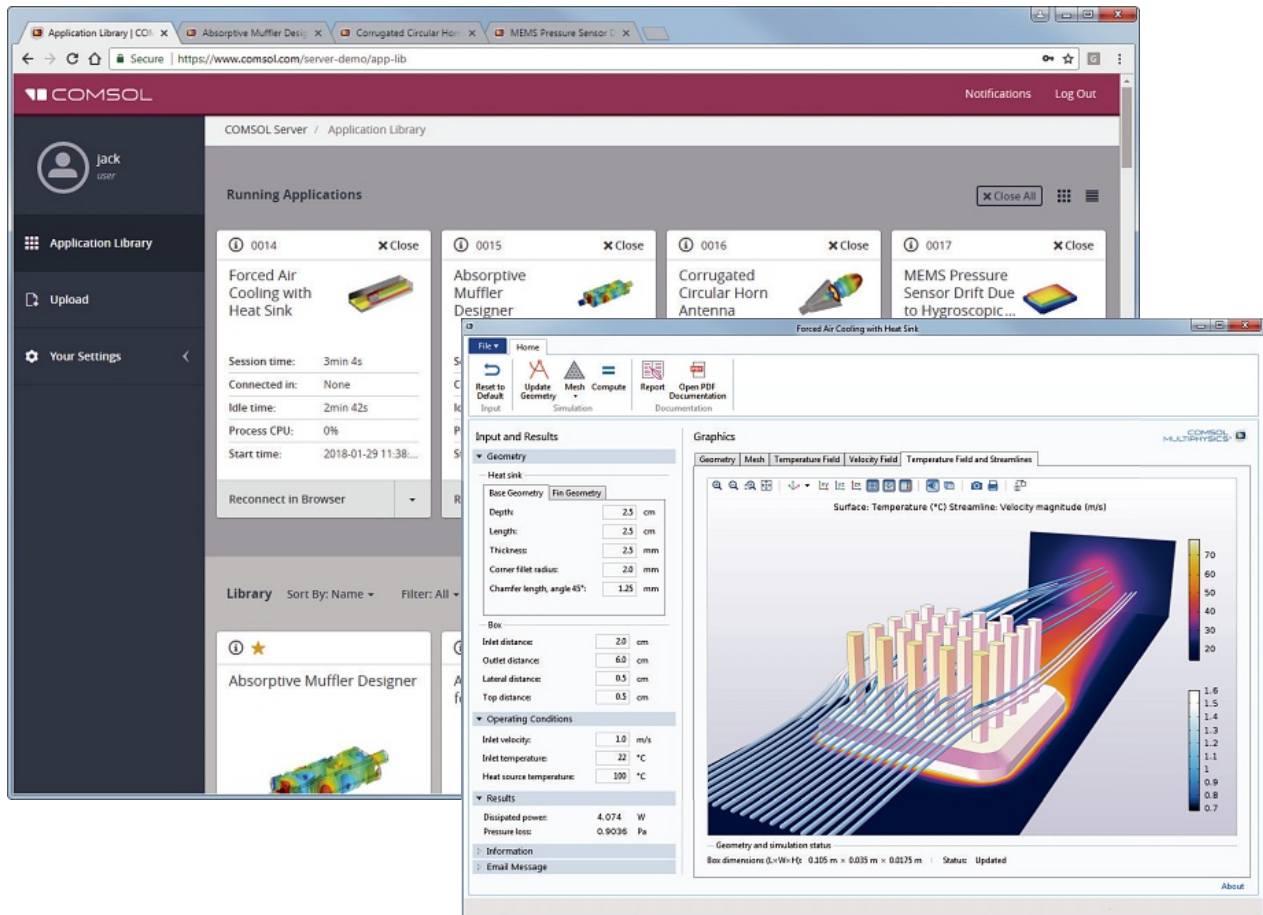 Application Library | COM
Absorptive Muffler Desig
Corrugated Circular Horn
MEMS Pressure Sensor D
Secure | https://www.comsol.com/server-demo/app-lib
COMSOL
Notifications
Log Out
jack
user
Application Library
Upload
Your Settings
COMSOL Server / Application Library
Running Applications
Close All
0014
Close
Forced Air
Cooling with
Heat Sink
Session time: 3min 4s
Connected in: None
Idle time: 2min 42s
Process CPU: 0%
Start time: 2018-01-29 11:38:...
Reconnect in Browser
0015
Close
Absorptive
Muffler
Designer
0016
Close
Corrugated
Circular Horn
Antenna
0017
Close
MEMS Pressure
Sensor Drift Due
to Hygroscopic...
Library Sort By: Name Filter: All
Absorptive Muffler Designer
Forced Air Cooling with Heat Sink
File Home
Reset to
Default
Update
Geometry
Mesh
Compute
Report
Open PDF
Documentation
Input
Simulation
Documentation
Input and Results
Geometry
Heat sink
Base Geometry Fin Geometry
Depth: 2.5 cm
Length: 2.5 cm
Thickness: 2.5 mm
Corner fillet radius: 2.0 mm
Chamfer length, angle 45°: 1.25 mm
Box
Inlet distance: 2.0 cm
Outlet distance: 6.0 cm
Lateral distance: 0.5 cm
Top distance: 0.5 cm
Operating Conditions
Inlet velocity: 1.0 m/s
Inlet temperature: 22 °C
Heat source temperature: 100 °C
Results
Dissipated power: 4.074 W
Pressure loss: 0.9036 Pa
Information
Email Message
Graphics
COMSOL
MULTIPHYSICS
Geometry Mesh Temperature Field Velocity Field Temperature Field and Streamlines
Surface: Temperature (°C) Streamline: Velocity magnitude (m/s)
70
60
50
40
30
20
1.6
1.5
1.4
1.3
1.2
1.1
1
0.9
0.8
0.7
Geometry and simulation status
Box dimensions (L×W×H): 0.105 m × 0.035 m × 0.0175 m | Status: Updated
About